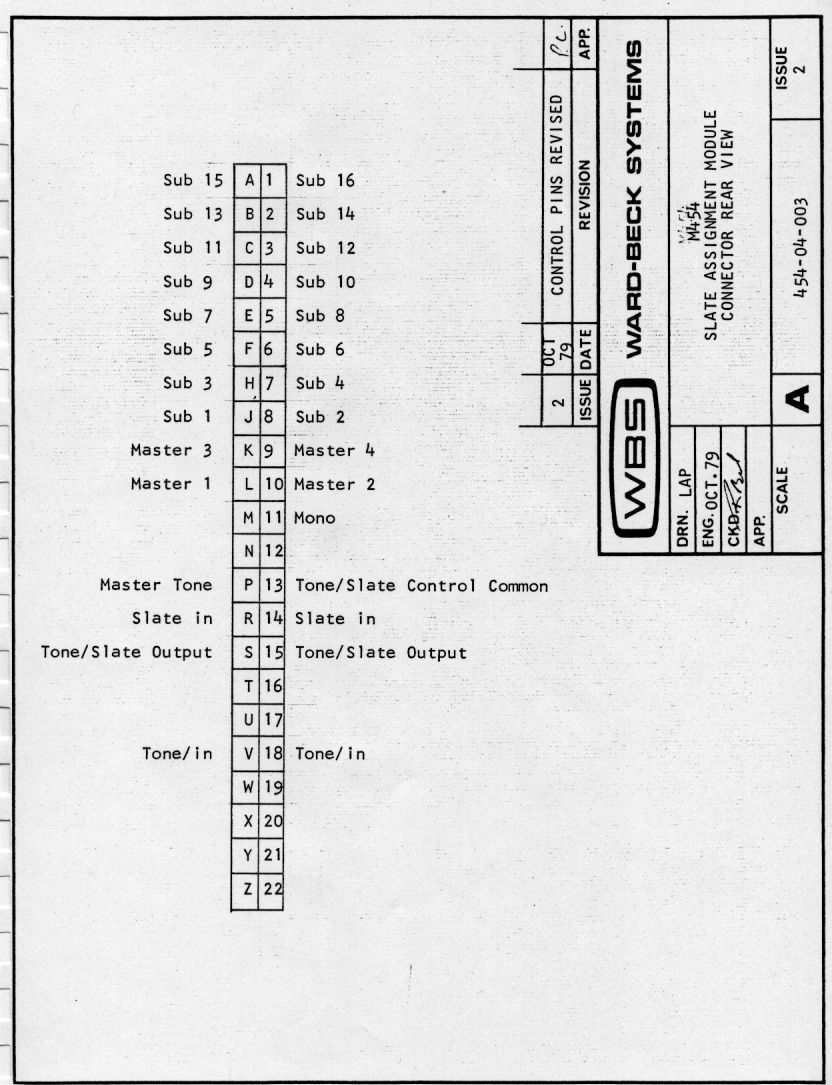 Sub 15 A 1 Sub 16
Sub 13 B 2 Sub 14
Sub 11 C 3 Sub 12
Sub 9 D 4 Sub 10
Sub 7 E 5 Sub 8
Sub 5 F 6 Sub 6
Sub 3 H 7 Sub 4
Sub 1 J 8 Sub 2
Master 3 K 9 Master 4
Master 1 L 10 Master 2
M 11 Mono
N 12
Master Tone P 13 Tone/Slate Control Common
Slate in R 14 Slate in
Tone/Slate Output S 15 Tone/Slate Output
T 16
U 17
Tone/in V 18 Tone/in
W 19
X 20
Y 21
Z 22
2 OCT 79 CONTROL PINS REVISED P.C.
ISSUE DATE REVISION APP.
WBS WARD-BECK SYSTEMS
M454
SLATE ASSIGNMENT MODULE
CONNECTOR REAR VIEW
DRN. LAP
ENG. OCT. 79
CKD.
APP.
SCALE
A
454-04-003
ISSUE
2